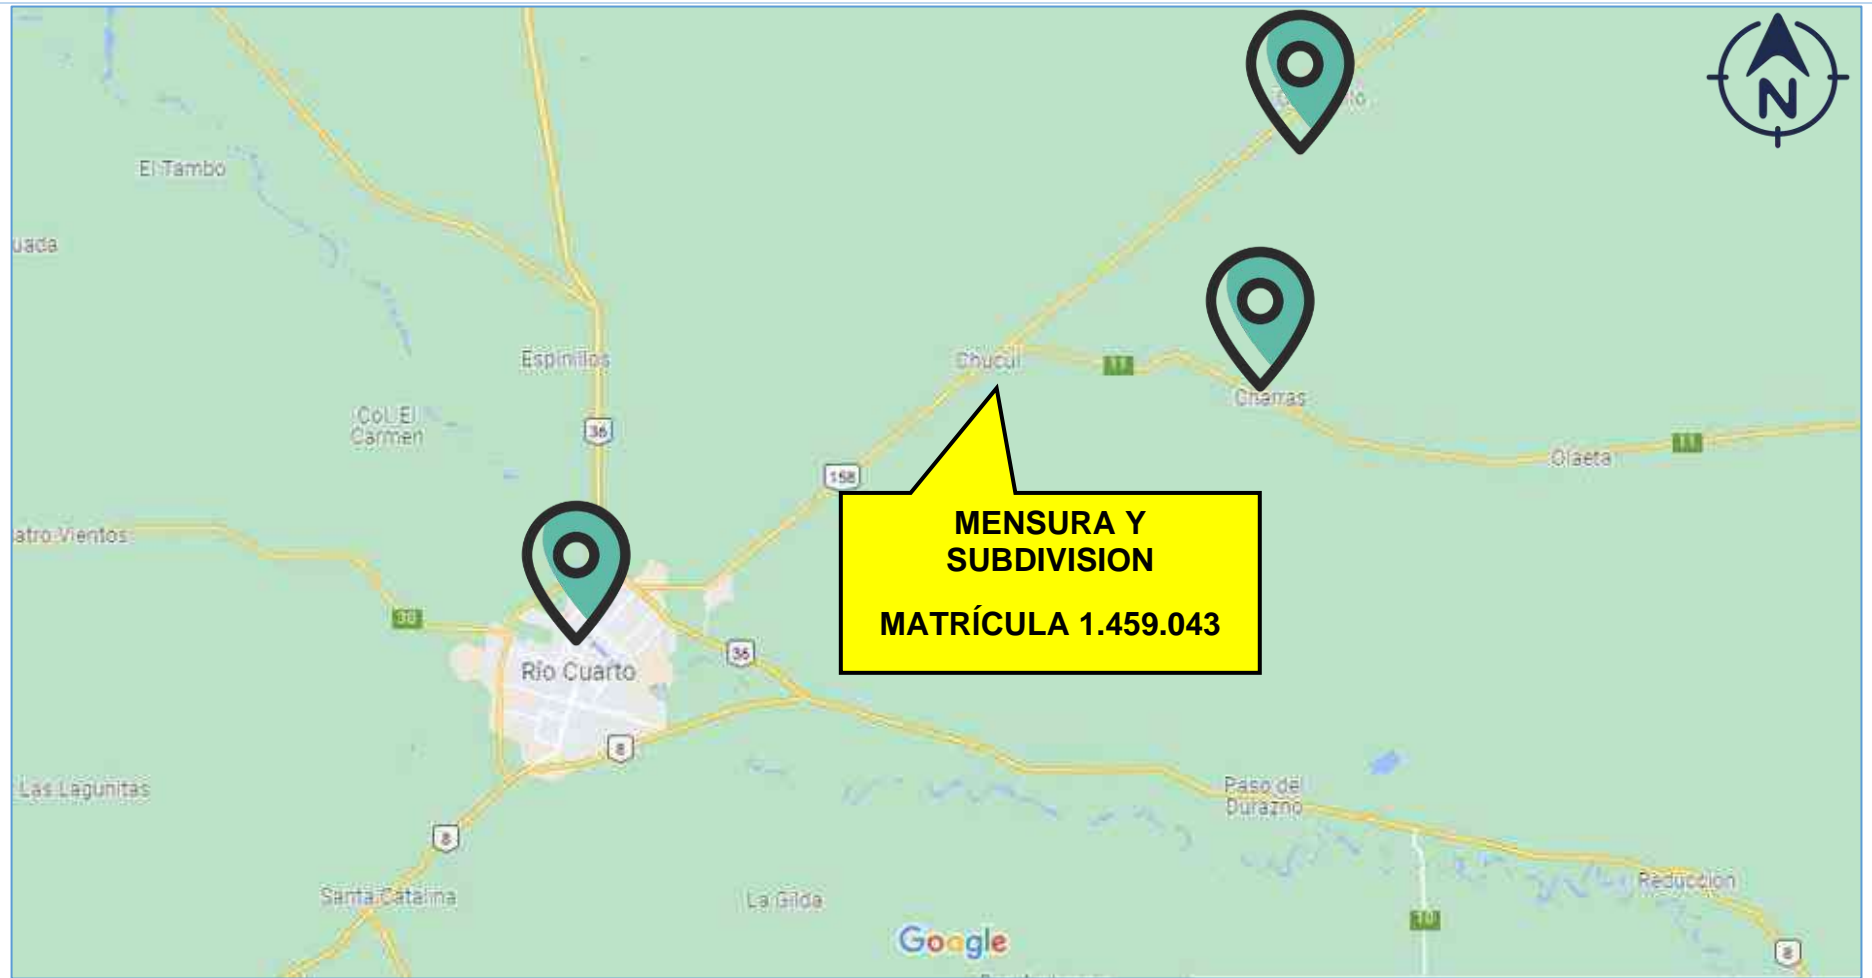 N
El Tambo
uada
Espinillos
Chucul
11
Col. El
Carmen
36
Charras
11
Olaeta
158
atro Vientos
MENSURA Y
SUBDIVISION
MATRÍCULA 1.459.043
30
36
Río Cuarto
8
Las Lagunitas
Paso del
Durazno
8
Santa Catalina
La Gilda
Reducción
10
Google
8